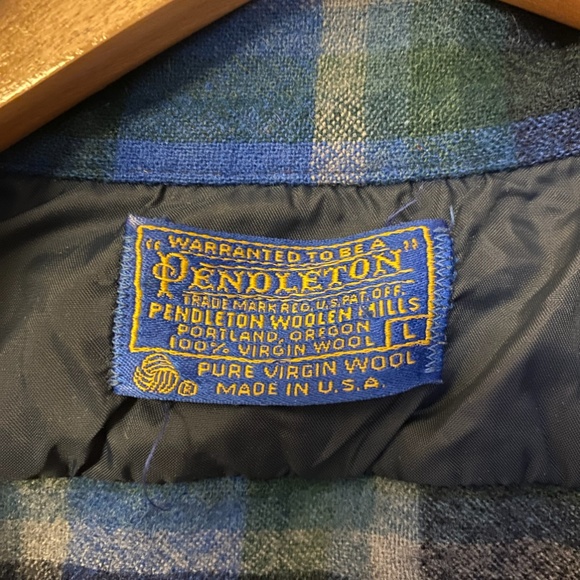 WARRANTED TO BE A
"PENDLETON"
TRADE MARK REG. U.S. PAT. OFF.
PENDLETON WOOLEN MILLS
PORTLAND, OREGON
100% VIRGIN WOOL
L
PURE VIRGIN WOOL
® MADE IN U.S.A.